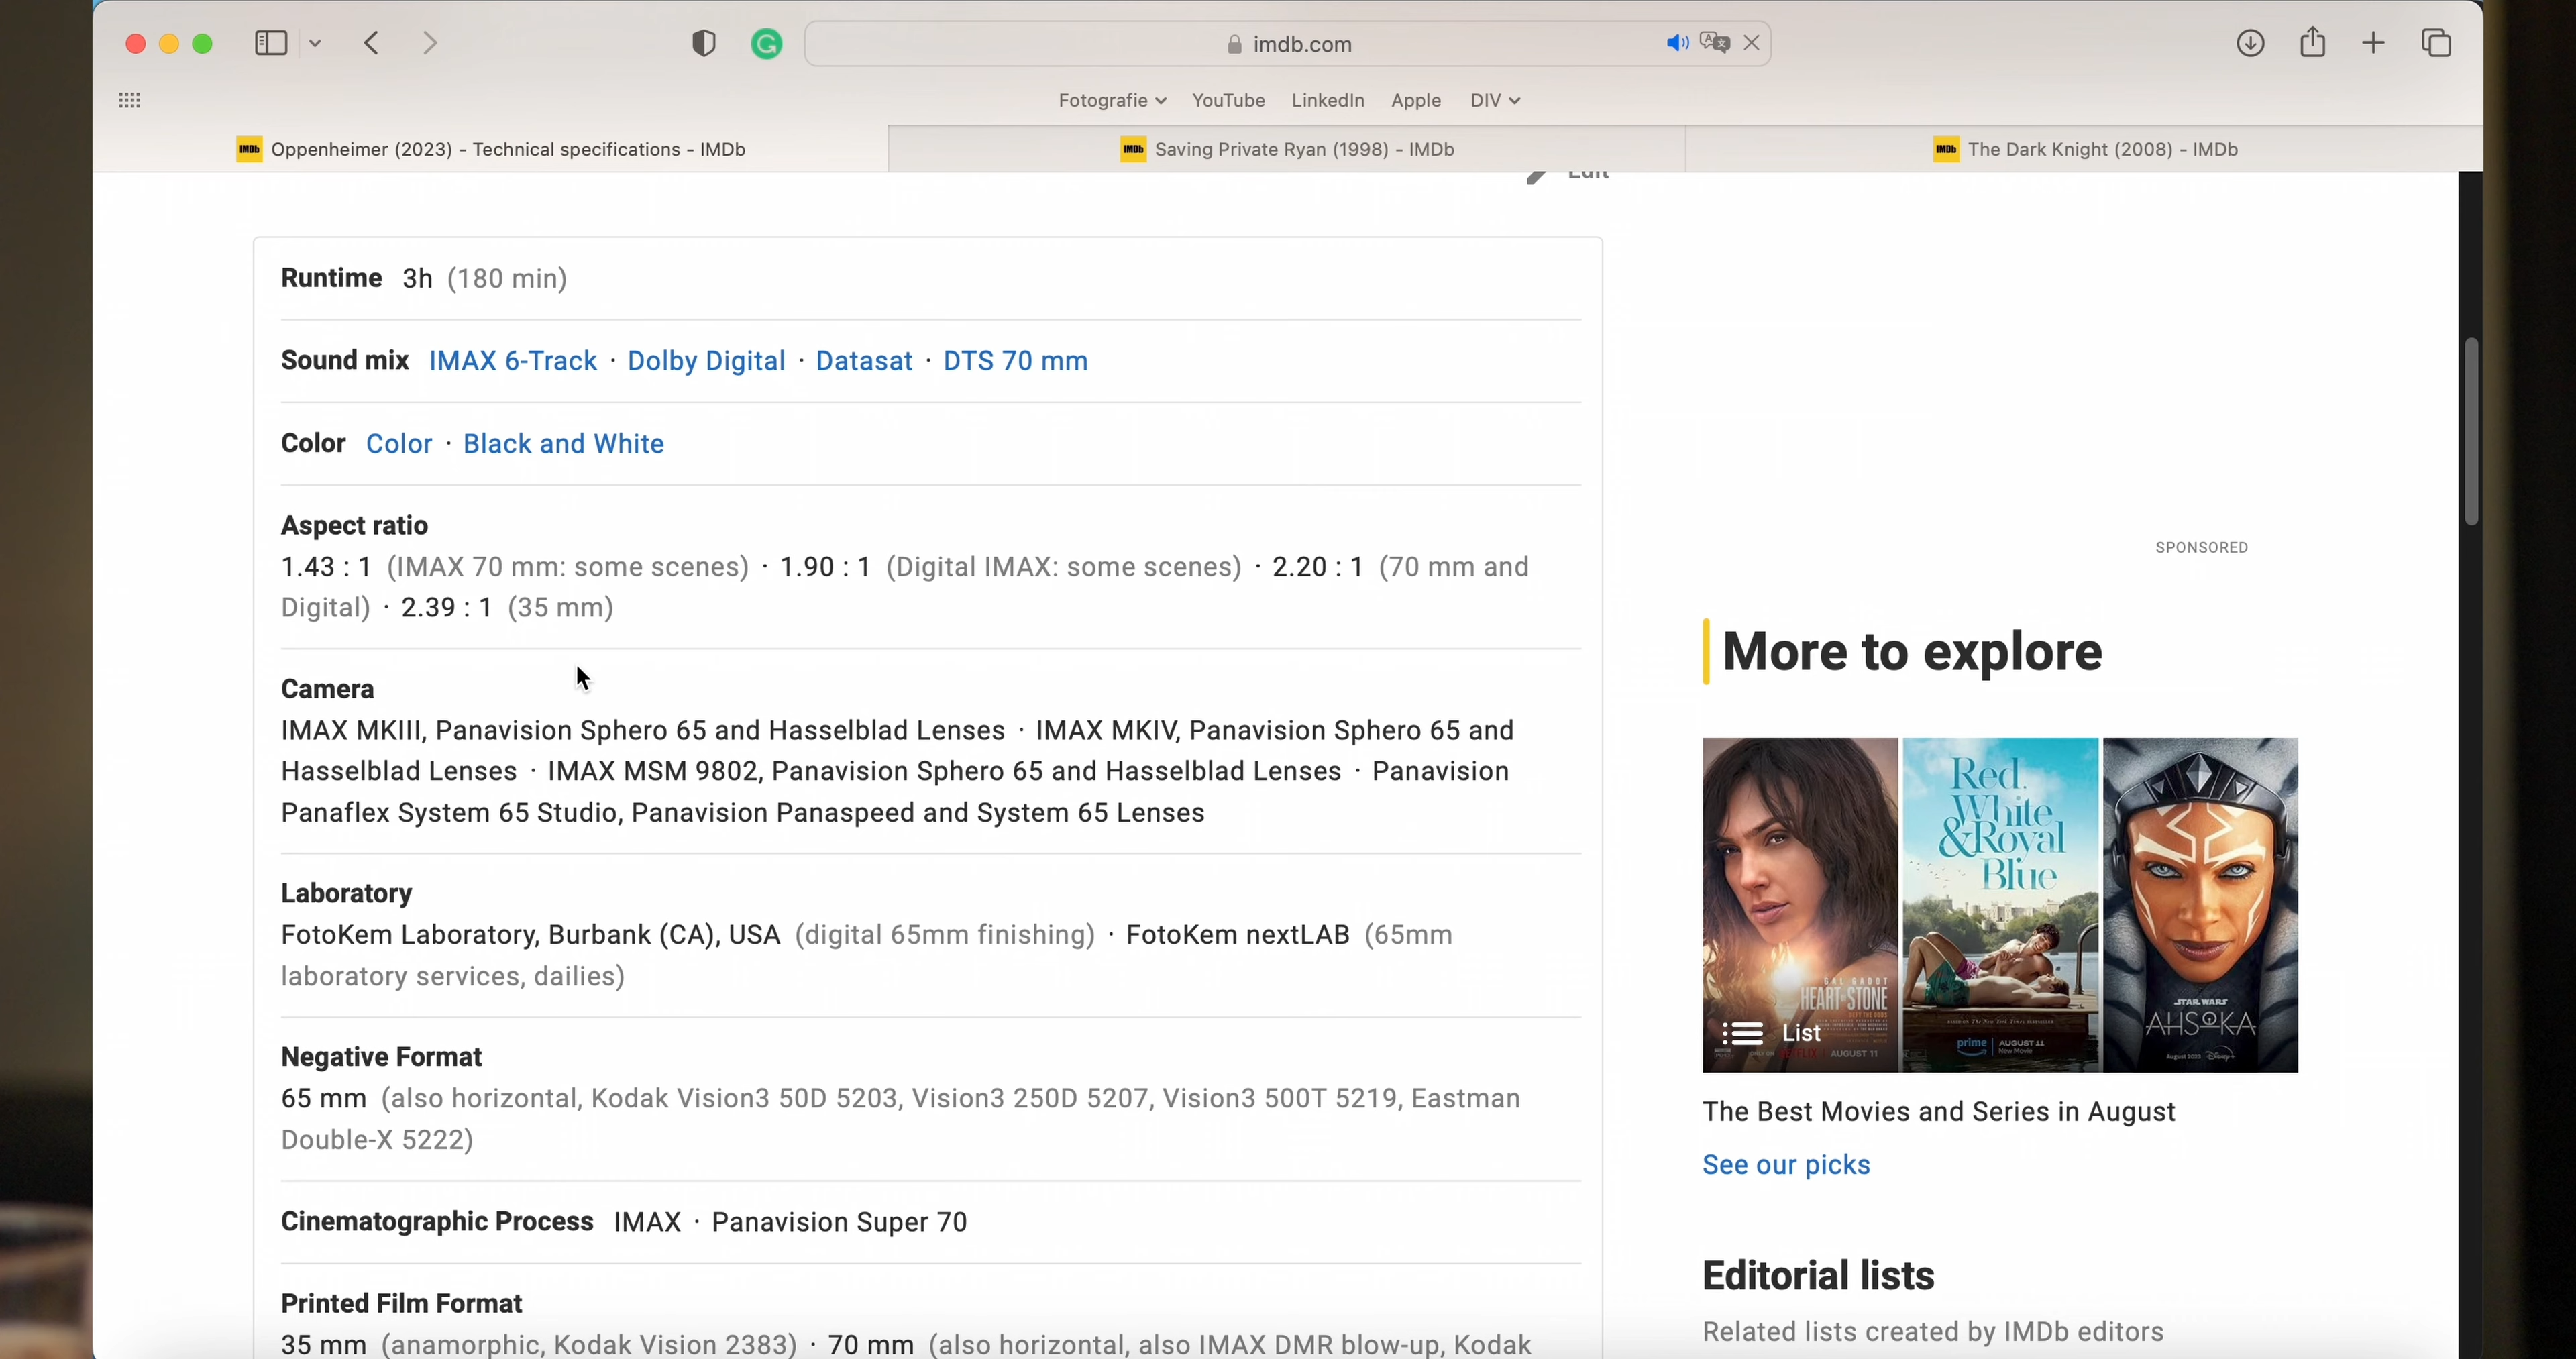 imdb.com
Fotografie YouTube LinkedIn Apple DIV
IMDb Oppenheimer (2023) - Technical specifications - IMDb
IMDb Saving Private Ryan (1998) - IMDb
IMDb The Dark Knight (2008) - IMDb
Edit
Runtime 3h (180 min)
Sound mix IMAX 6-Track · Dolby Digital · Datasat · DTS 70 mm
Color Color · Black and White
Aspect ratio
1.43 : 1 (IMAX 70 mm: some scenes) · 1.90 : 1 (Digital IMAX: some scenes) · 2.20 : 1 (70 mm and
Digital) · 2.39 : 1 (35 mm)
Camera
IMAX MKIII, Panavision Sphero 65 and Hasselblad Lenses · IMAX MKIV, Panavision Sphero 65 and
Hasselblad Lenses · IMAX MSM 9802, Panavision Sphero 65 and Hasselblad Lenses · Panavision
Panaflex System 65 Studio, Panavision Panaspeed and System 65 Lenses
Laboratory
FotoKem Laboratory, Burbank (CA), USA (digital 65mm finishing) · FotoKem nextLAB (65mm
laboratory services, dailies)
Negative Format
65 mm (also horizontal, Kodak Vision3 50D 5203, Vision3 250D 5207, Vision3 500T 5219, Eastman
Double-X 5222)
Cinematographic Process IMAX · Panavision Super 70
Printed Film Format
35 mm (anamorphic, Kodak Vision 2383) · 70 mm (also horizontal, also IMAX DMR blow-up, Kodak
SPONSORED
More to explore
GAL GADOT
HEART OF STONE
List
AUGUST 11
Red,
White
& Royal
Blue
prime
AUGUST 11
New Movie
STAR WARS
AHSOKA
August 2023 Disney+
The Best Movies and Series in August
See our picks
Editorial lists
Related lists created by IMDb editors